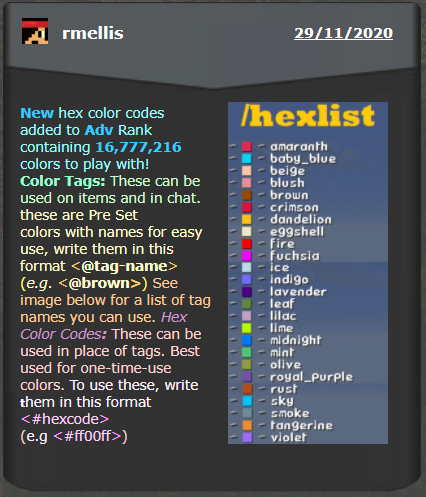 rmellis
29/11/2020
New hex color codes
added to Adv Rank
containing 16,777,216
colors to play with!
Color Tags: These can be
used on items and in chat.
these are Pre Set
colors with names for easy
use, write them in this
format <@tag-name>
(e.g. <@brown>) See
image below for a list of tag
names you can use. Hex
Color Codes: These can be
used in place of tags. Best
used for one-time-use
colors. To use these, write
them in this format
<#hexcode>
(e.g <#ff00ff>)
/hexlist
- ■ - amaranth
- ■ - baby_blue
- ■ - beige
- ■ - blush
- ■ - brown
- ■ - crimson
- ■ - dandelion
- ■ - eggshell
- ■ - fire
- ■ - fuchsia
- ■ - ice
- ■ - indigo
- ■ - lavender
- ■ - leaf
- ■ - lilac
- ■ - lime
- ■ - midnight
- ■ - mint
- ■ - olive
- ■ - royal_purple
- ■ - rust
- ■ - sky
- ■ - smoke
- ■ - tangerine
- ■ - violet